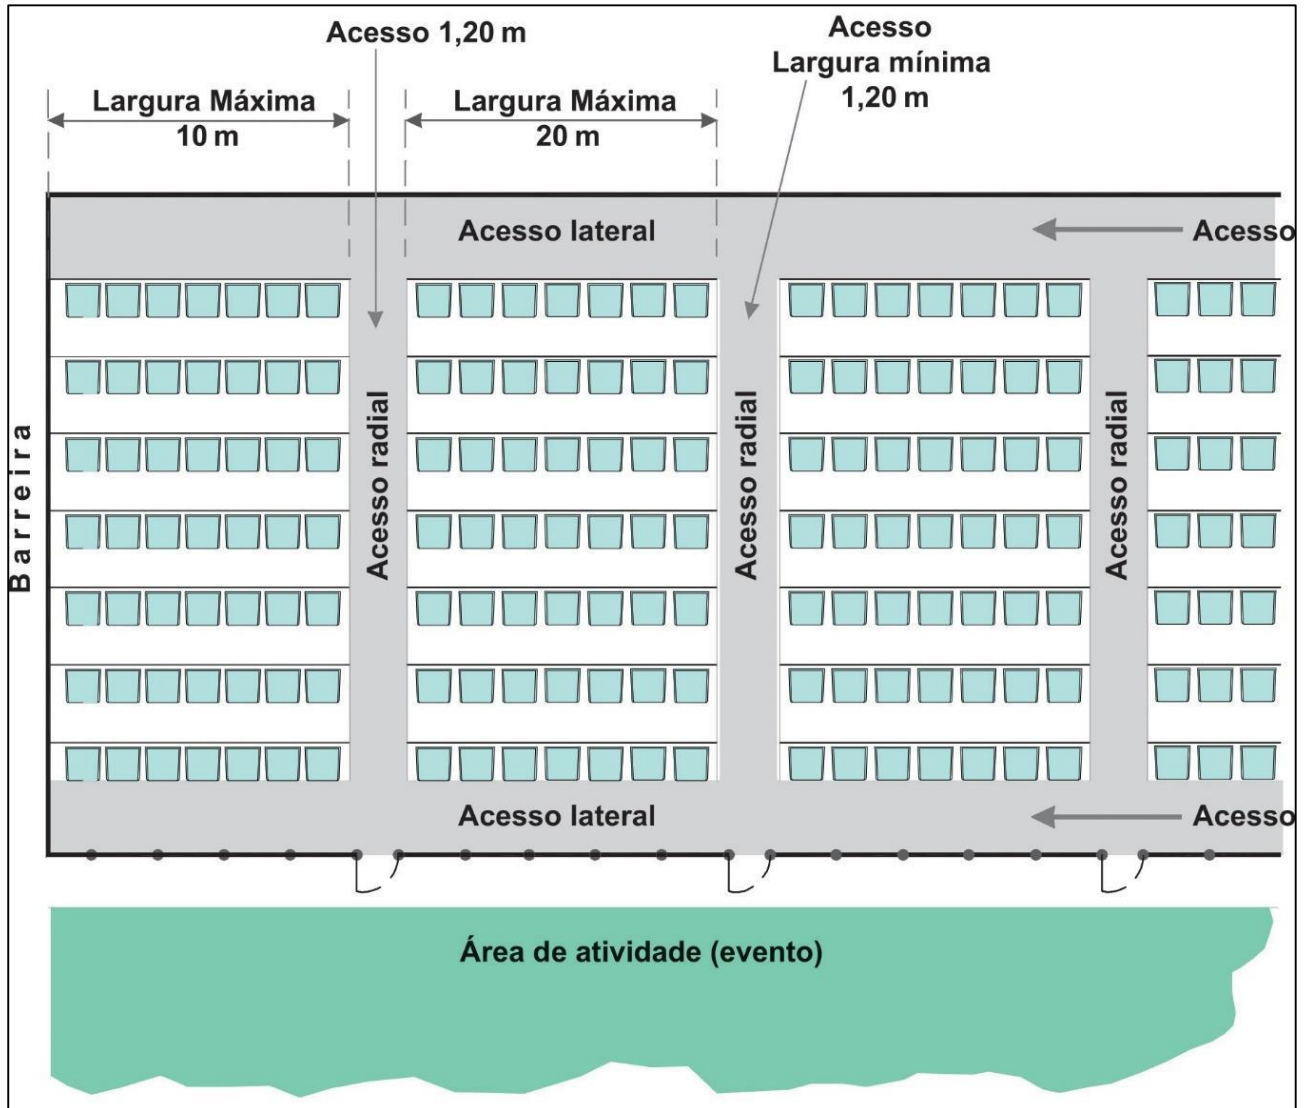 Acesso 1,20 m
Acesso
Largura mínima
1,20 m
Largura Máxima
10 m
Largura Máxima
20 m
Acesso lateral
Acesso
Barreira
Acesso radial
Acesso radial
Acesso radial
Acesso lateral
Acesso
Área de atividade (evento)